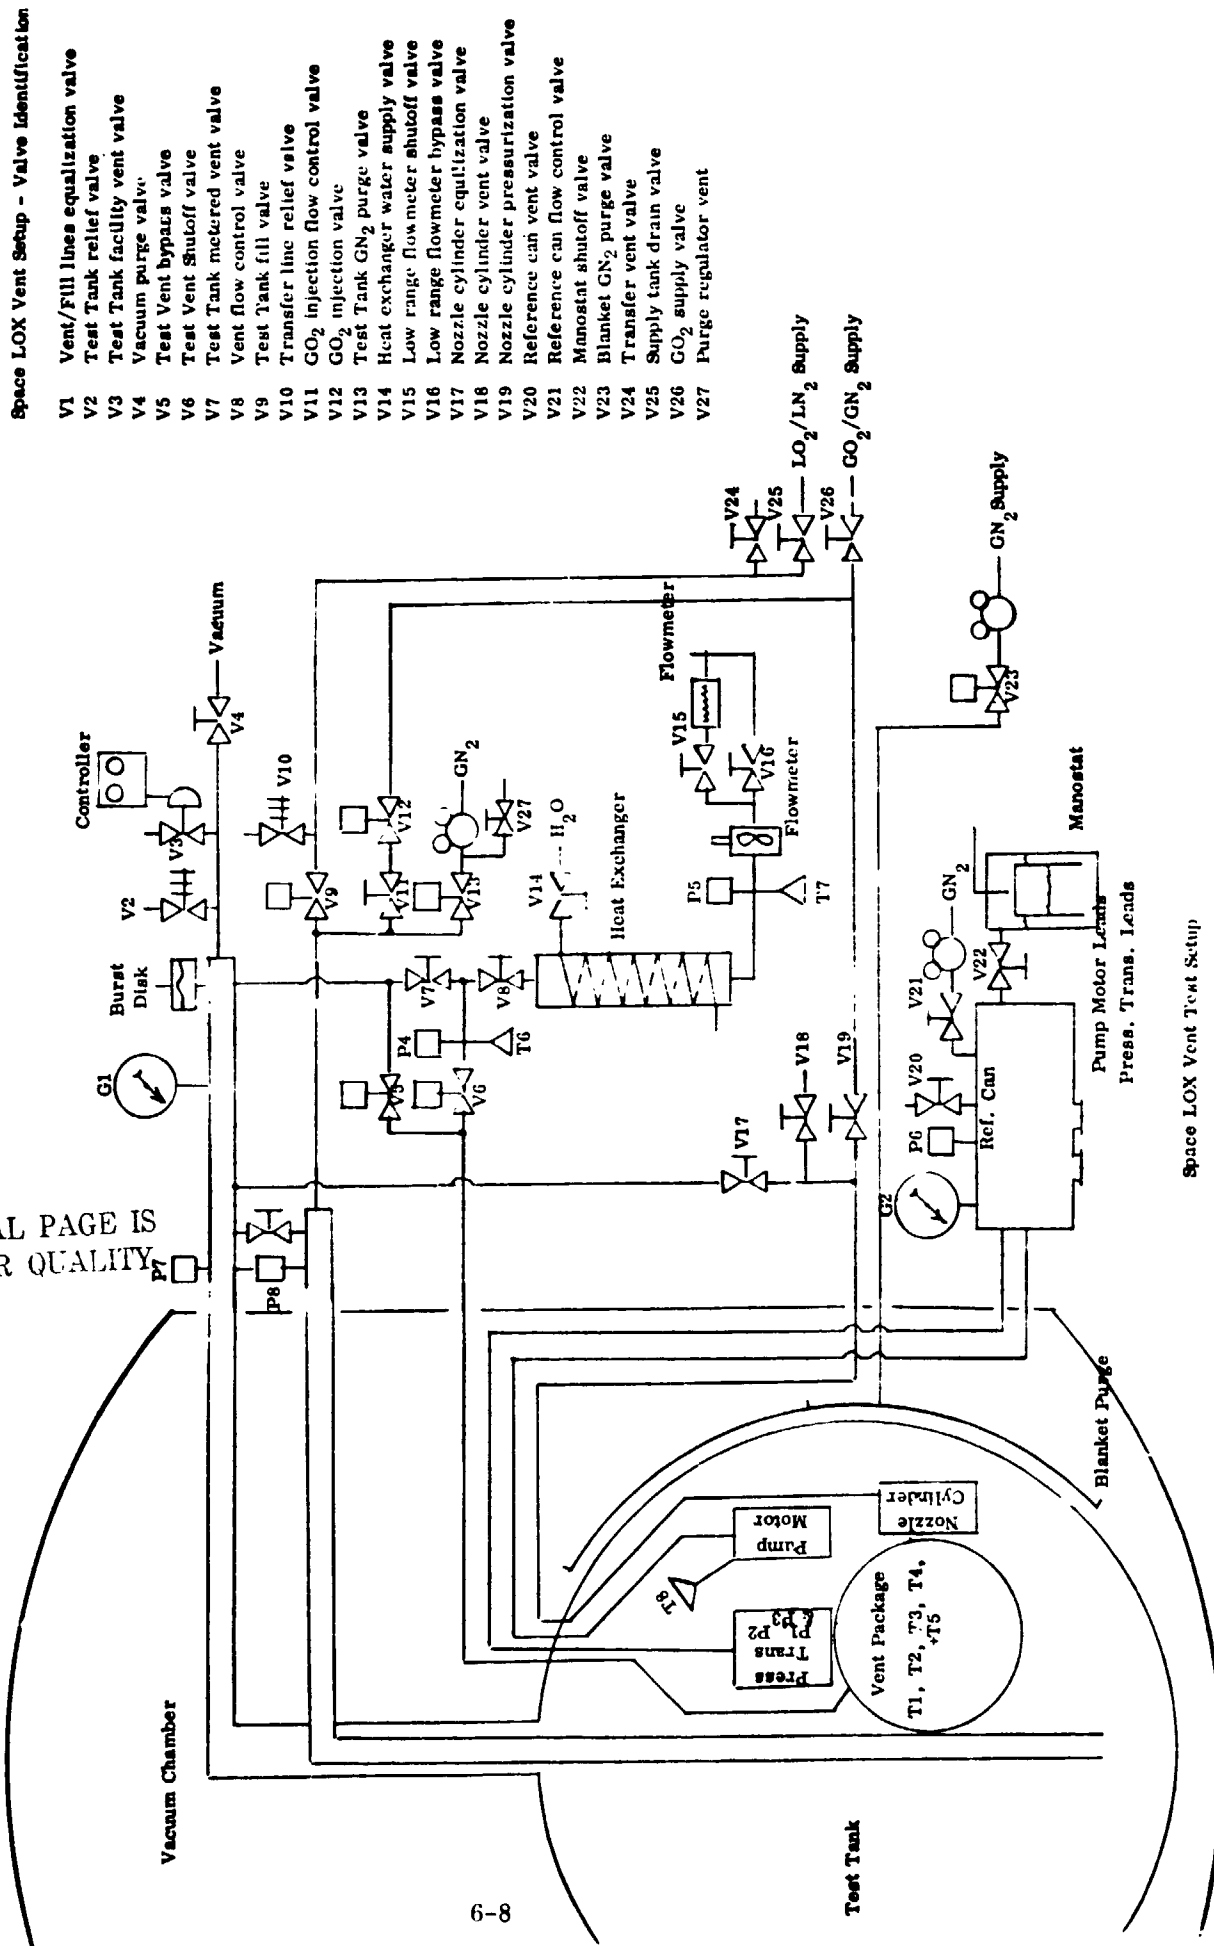 Space LOX Vent Setup - Valve Identification
V1 Vent/Fill lines equalization valve
V2 Test Tank relief valve
V3 Test Tank facility vent valve
V4 Vacuum purge valve
V5 Test Vent bypass valve
V6 Test Vent Shutoff valve
V7 Test Tank metered vent valve
V8 Vent flow control valve
V9 Test Tank fill valve
V10 Transfer line relief valve
V11 GO2 injection flow control valve
V12 GO2 injection valve
V13 Test Tank GN2 purge valve
V14 Heat exchanger water supply valve
V15 Low range flowmeter shutoff valve
V16 Low range flowmeter bypass valve
V17 Nozzle cylinder equilization valve
V18 Nozzle cylinder vent valve
V19 Nozzle cylinder pressurization valve
V20 Reference can vent valve
V21 Reference can flow control valve
V22 Manostat shutoff valve
V23 Blanket GN2 purge valve
V24 Transfer vent valve
V25 Supply tank drain valve
V26 GO2 supply valve
V27 Purge regulator vent
Vacuum
Controller
V4
V3
V2
V10
Burst
Disk
G1
V9
V12
V11
GN2
V13
V27
V14
H2O
Heat Exchanger
V7
V8
P4
T6
V5
V6
P5
T7
Flowmeter
V15
V16
Flowmeter
V24
V25
LO2/LN2 Supply
V26
GO2/GN2 Supply
GN2 Supply
V23
Manostat
GN2
V21
V22
V20
P6
Ref. Can
G2
Pump Motor Leads
Press. Trans. Leads
V17
V18
V19
P7
P8
AL PAGE IS
R QUALITY
Vacuum Chamber
Blanket Purge
Nozzle
Cylinder
Pump
Motor
T8
Press
Trans
P1 P2
& P3
Vent Package
T1, T2, T3, T4,
+T5
Test Tank
Space LOX Vent Test Setup
6-8